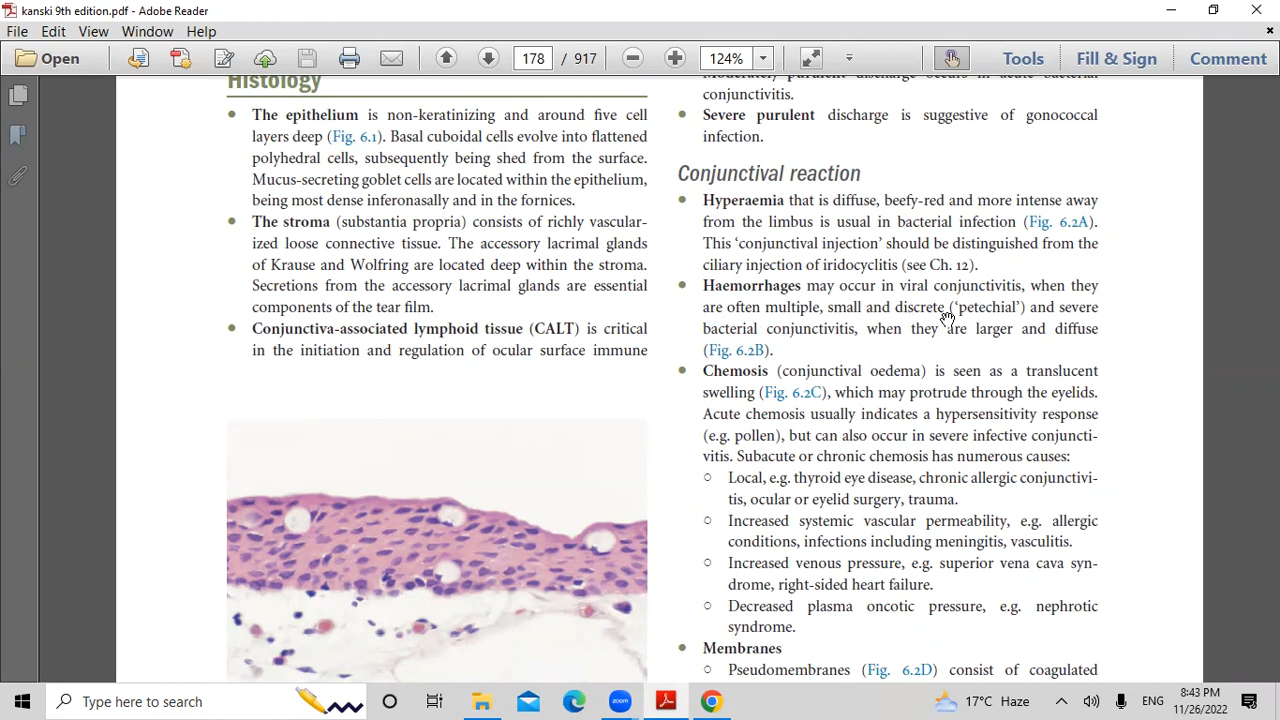 kanski 9th edition.pdf - Adobe Reader
File Edit View Window Help
Open 178 / 917 124% Tools Fill & Sign Comment
Histology
• The epithelium is non-keratinizing and around five cell
layers deep (Fig. 6.1). Basal cuboidal cells evolve into flattened
polyhedral cells, subsequently being shed from the surface.
Mucus-secreting goblet cells are located within the epithelium,
being most dense inferonasally and in the fornices.
• The stroma (substantia propria) consists of richly vascular-
ized loose connective tissue. The accessory lacrimal glands
of Krause and Wolfring are located deep within the stroma.
Secretions from the accessory lacrimal glands are essential
components of the tear film.
• Conjunctiva-associated lymphoid tissue (CALT) is critical
in the initiation and regulation of ocular surface immune
Moderately purulent discharge occurs in acute bacterial
conjunctivitis.
• Severe purulent discharge is suggestive of gonococcal
infection.
Conjunctival reaction
• Hyperaemia that is diffuse, beefy-red and more intense away
from the limbus is usual in bacterial infection (Fig. 6.2A).
This ‘conjunctival injection’ should be distinguished from the
ciliary injection of iridocyclitis (see Ch. 12).
• Haemorrhages may occur in viral conjunctivitis, when they
are often multiple, small and discrete (‘petechial’) and severe
bacterial conjunctivitis, when they are larger and diffuse
(Fig. 6.2B).
• Chemosis (conjunctival oedema) is seen as a translucent
swelling (Fig. 6.2C), which may protrude through the eyelids.
Acute chemosis usually indicates a hypersensitivity response
(e.g. pollen), but can also occur in severe infective conjuncti-
vitis. Subacute or chronic chemosis has numerous causes:
○ Local, e.g. thyroid eye disease, chronic allergic conjunctivi-
tis, ocular or eyelid surgery, trauma.
○ Increased systemic vascular permeability, e.g. allergic
conditions, infections including meningitis, vasculitis.
○ Increased venous pressure, e.g. superior vena cava syn-
drome, right-sided heart failure.
○ Decreased plasma oncotic pressure, e.g. nephrotic
syndrome.
• Membranes
○ Pseudomembranes (Fig. 6.2D) consist of coagulated
Type here to search
zoom
17°C Haze
ENG
8:43 PM
11/26/2022